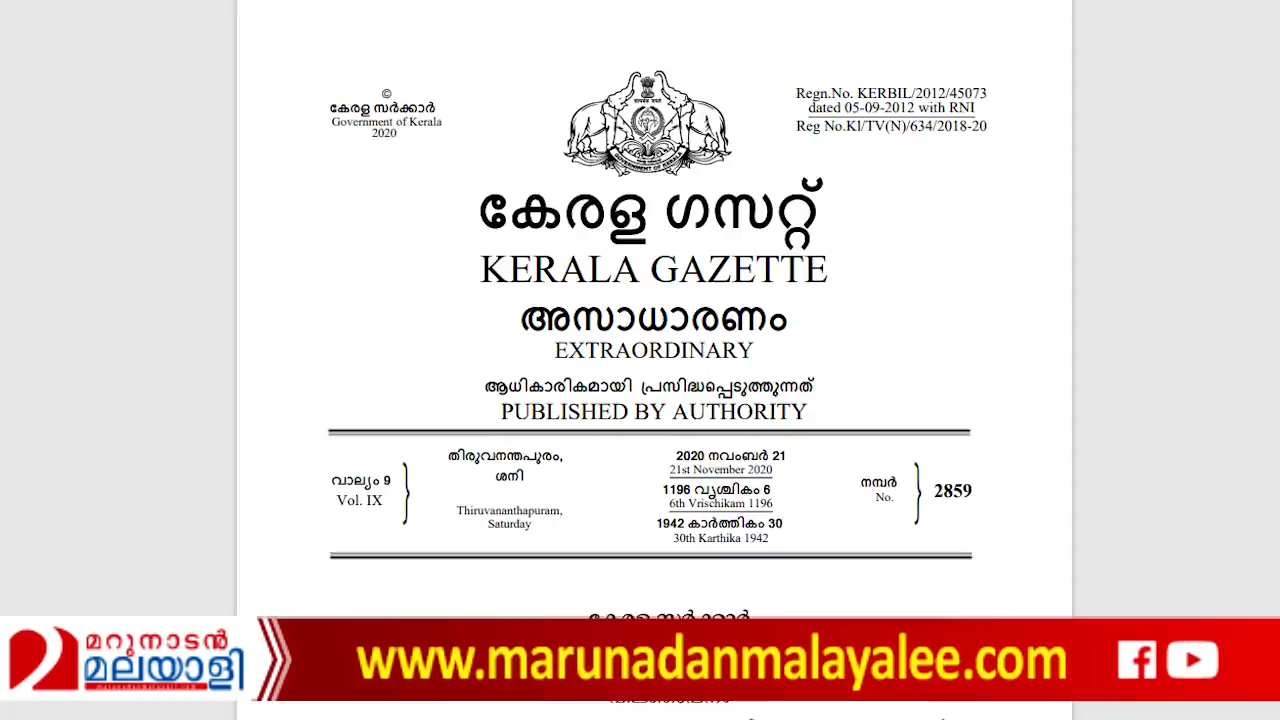 ©
കേരള സർക്കാർ
Government of Kerala
2020
Regn.No. KERBIL/2012/45073
dated 05-09-2012 with RNI
Reg No.Kl/TV(N)/634/2018-20
കേരള ഗസറ്റ്
KERALA GAZETTE
അസാധാരണം
EXTRAORDINARY
ആധികാരികമായി പ്രസിദ്ധപ്പെടുത്തുന്നത്
PUBLISHED BY AUTHORITY
വാല്യം 9
Vol. IX
തിരുവനന്തപുരം,
ശനി
Thiruvananthapuram,
Saturday
2020 നവംബർ 21
21st November 2020
1196 വൃശ്ചികം 6
6th Vrischikam 1196
1942 കാർത്തികം 30
30th Karthika 1942
നമ്പർ
No.
2859
കേരള സർക്കാർ
മറുനാടൻ
മലയാളി
www.marunadanmalayalee.com